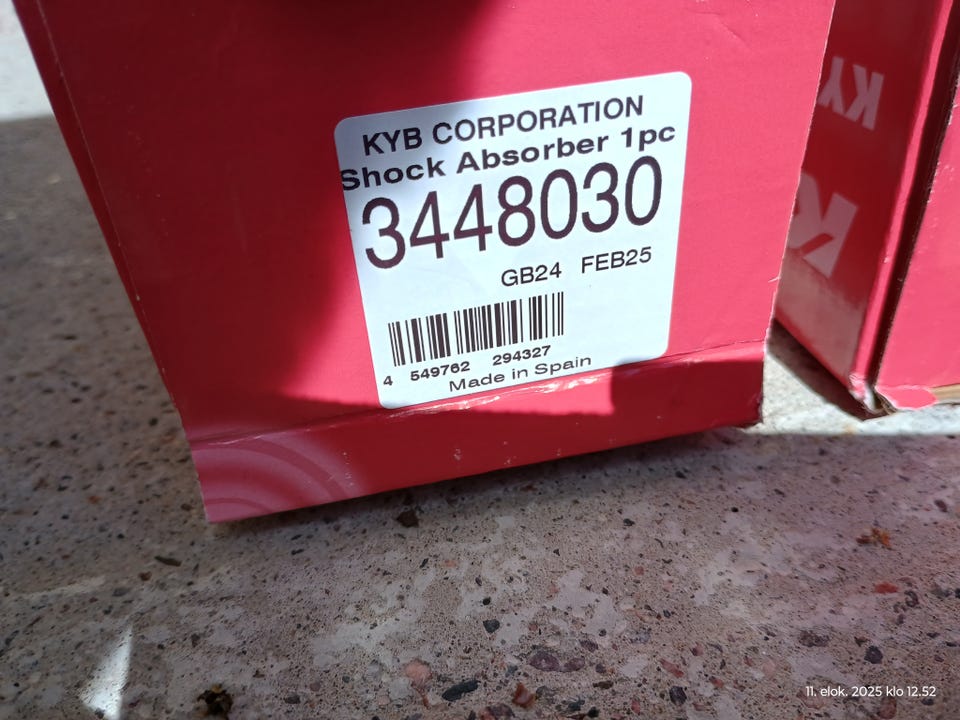 KYB CORPORATION
Shock Absorber 1pc
3448030
GB24 FEB25
4 549762 294327
Made in Spain
KY
K
11. elok. 2025 klo 12.52